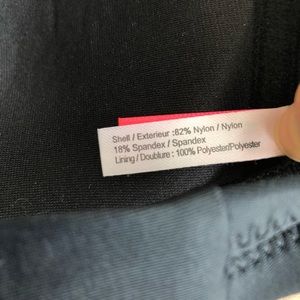 Shell / Exterieur :82% Nylon / Nylon
18% Spandex / Spandex
Lining / Doublure : 100% Polyester/Polyester